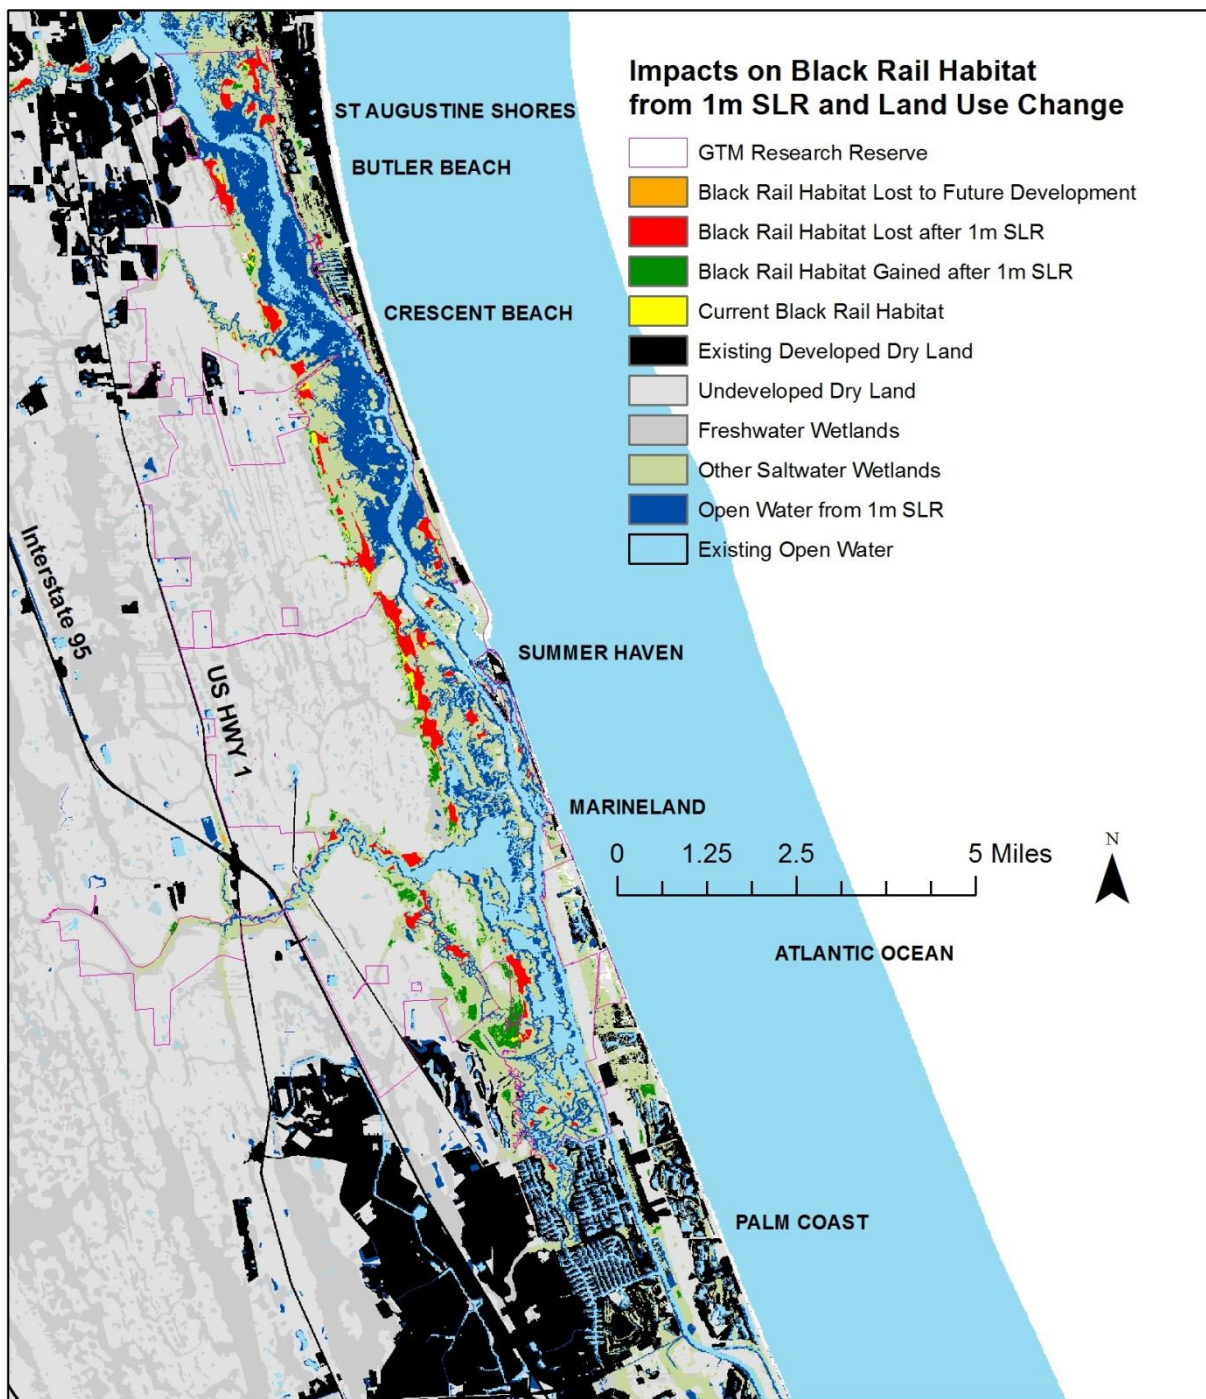 Impacts on Black Rail Habitat
from 1m SLR and Land Use Change
GTM Research Reserve
Black Rail Habitat Lost to Future Development
Black Rail Habitat Lost after 1m SLR
Black Rail Habitat Gained after 1m SLR
Current Black Rail Habitat
Existing Developed Dry Land
Undeveloped Dry Land
Freshwater Wetlands
Other Saltwater Wetlands
Open Water from 1m SLR
Existing Open Water
ST AUGUSTINE SHORES
BUTLER BEACH
CRESCENT BEACH
Interstate 95
US HWY 1
SUMMER HAVEN
MARINELAND
0 1.25 2.5 5 Miles
N
ATLANTIC OCEAN
PALM COAST